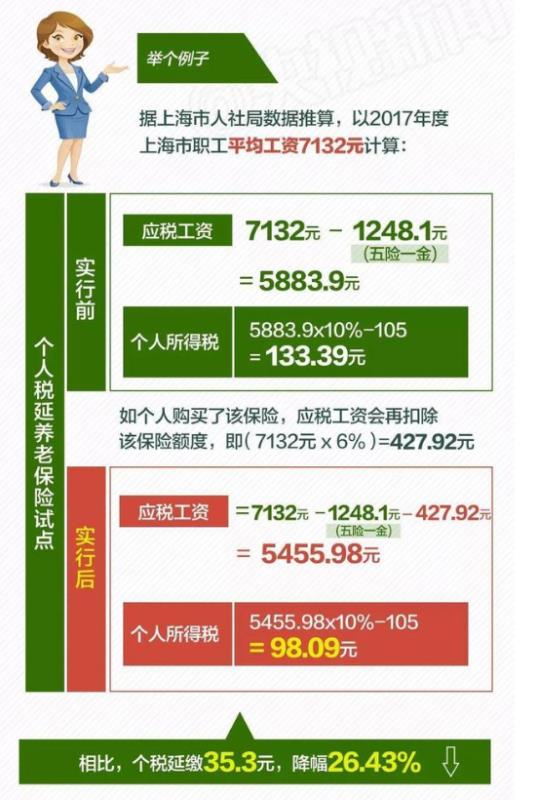 举个例子
据上海市人社局数据推算，以2017年度
上海市职工平均工资7132元计算：
个人税延养老保险试点
实行前
应税工资 7132元 - 1248.1元
(五险一金)
= 5883.9元
个人所得税 5883.9x10%-105
= 133.39元
如个人购买了该保险，应税工资会再扣除
该保险额度，即(7132元 x 6%)=427.92元
实行后
应税工资 =7132元 -1248.1元-427.92元
(五险一金)
= 5455.98元
个人所得税 5455.98x10%-105
= 98.09元
相比，个税延缴35.3元，降幅26.43%